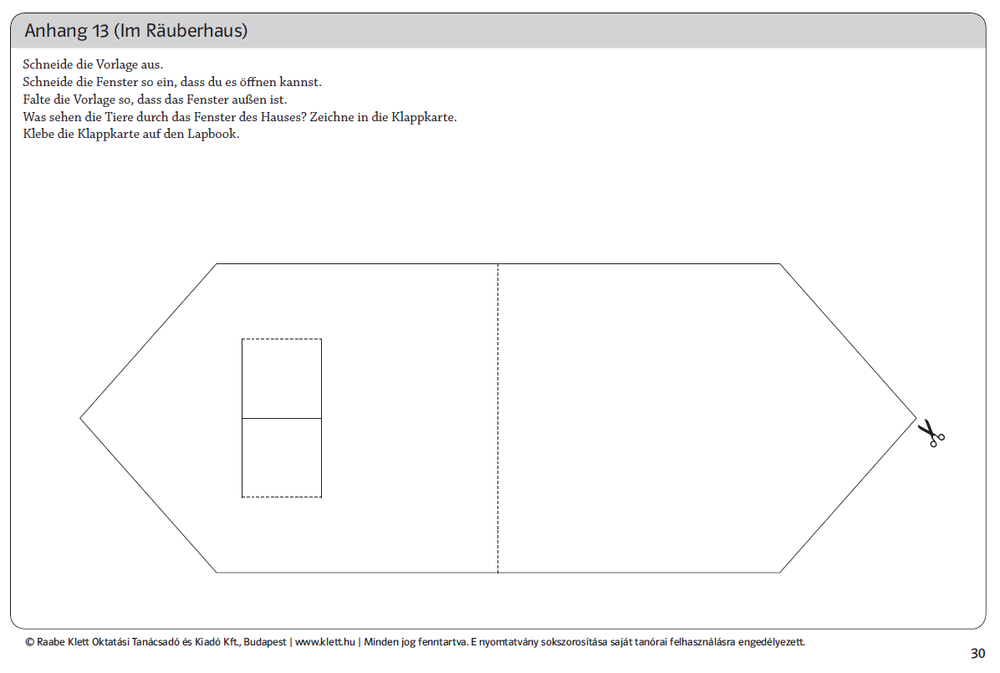 Anhang 13 (Im Räuberhaus)
Schneide die Vorlage aus.
Schneide die Fenster so ein, dass du es öffnen kannst.
Falte die Vorlage so, dass das Fenster außen ist.
Was sehen die Tiere durch das Fenster des Hauses? Zeichne in die Klappkarte.
Klebe die Klappkarte auf den Lapbook.
© Raabe Klett Oktatási Tanácsadó és Kiadó Kft., Budapest | www.klett.hu | Minden jog fenntartva. E nyomtatvány sokszorosítása saját tanórai felhasználásra engedélyezett.
30